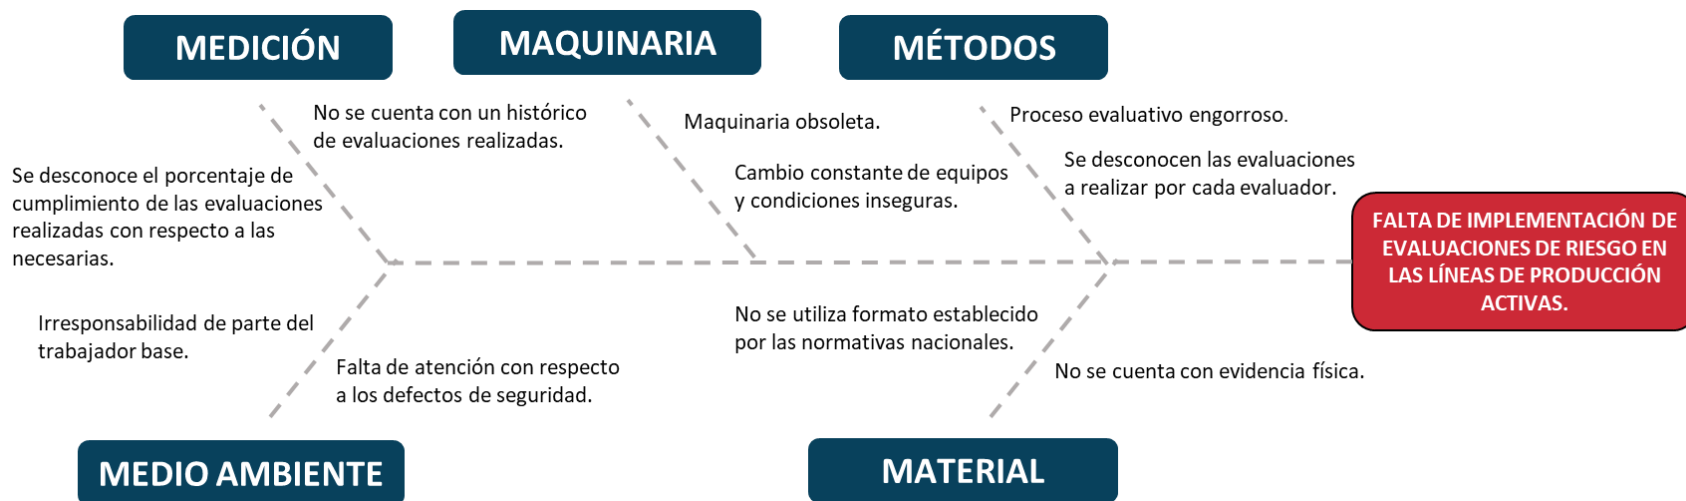 MEDICIÓN
MAQUINARIA
MÉTODOS
No se cuenta con un histórico
de evaluaciones realizadas.
Se desconoce el porcentaje de
cumplimiento de las evaluaciones
realizadas con respecto a las
necesarias.
Maquinaria obsoleta.
Cambio constante de equipos
y condiciones inseguras.
Proceso evaluativo engorroso.
Se desconocen las evaluaciones
a realizar por cada evaluador.
FALTA DE IMPLEMENTACIÓN DE
EVALUACIONES DE RIESGO EN
LAS LÍNEAS DE PRODUCCIÓN
ACTIVAS.
Irresponsabilidad de parte del
trabajador base.
Falta de atención con respecto
a los defectos de seguridad.
No se utiliza formato establecido
por las normativas nacionales.
No se cuenta con evidencia física.
MEDIO AMBIENTE
MATERIAL